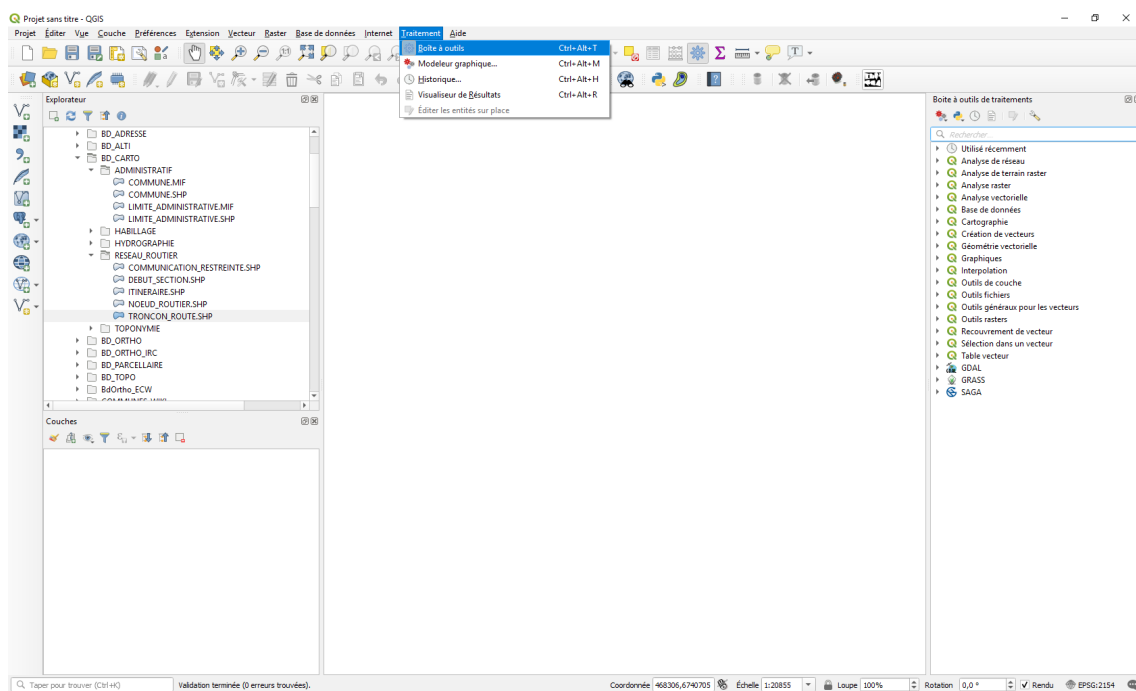 Projet sans titre - QGIS
Projet Éditer Vue Couche Préférences Extension Vecteur Raster Base de données Internet Traitement Aide
Boîte à outils Ctrl+Alt+T
Modeleur graphique... Ctrl+Alt+M
Historique... Ctrl+Alt+H
Visualiseur de Résultats Ctrl+Alt+R
Éditer les entités sur place
Explorateur
BD_ADRESSE
BD_ALTI
BD_CARTO
ADMINISTRATIF
COMMUNE.MIF
COMMUNE.SHP
LIMITE_ADMINISTRATIVE.MIF
LIMITE_ADMINISTRATIVE.SHP
HABILLAGE
HYDROGRAPHIE
RESEAU_ROUTIER
COMMUNICATION_RESTREINTE.SHP
DEBUT_SECTION.SHP
ITINERAIRE.SHP
NOEUD_ROUTIER.SHP
TRONCON_ROUTE.SHP
TOPONYMIE
BD_ORTHO
BD_ORTHO_IRC
BD_PARCELLAIRE
BD_TOPO
BdOrtho_ECW
Couches
Boite à outils de traitements
Rechercher...
Utilisé récemment
Analyse de réseau
Analyse de terrain raster
Analyse raster
Analyse vectorielle
Base de données
Cartographie
Création de vecteurs
Géométrie vectorielle
Graphiques
Interpolation
Outils de couche
Outils fichiers
Outils généraux pour les vecteurs
Outils rasters
Recouvrement de vecteur
Sélection dans un vecteur
Table vecteur
GDAL
GRASS
SAGA
Taper pour trouver (Ctrl+K) Validation terminée (0 erreurs trouvées). Coordonnée 468306,6740705 Échelle 1:20855 Loupe 100% Rotation 0,0 ° Rendu EPSG:2154